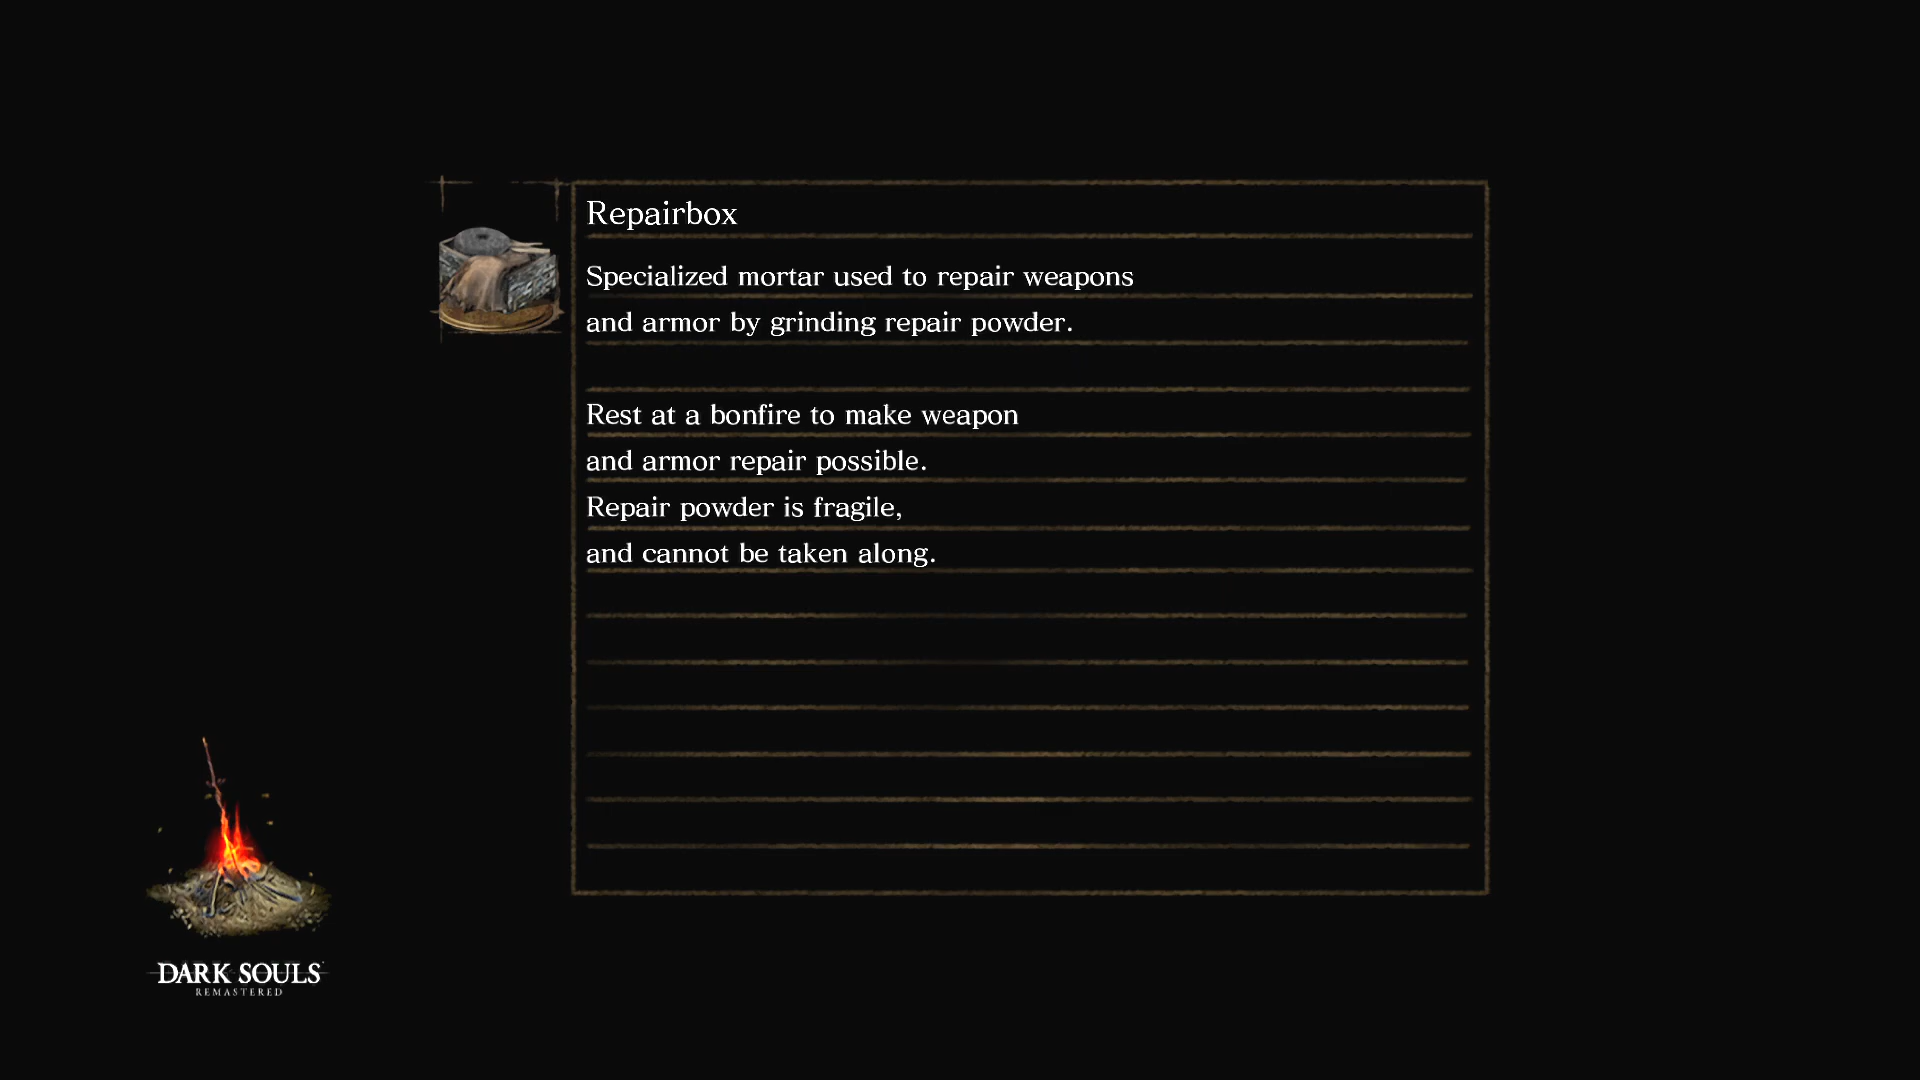 Repairbox
Specialized mortar used to repair weapons
and armor by grinding repair powder.
Rest at a bonfire to make weapon
and armor repair possible.
Repair powder is fragile,
and cannot be taken along.
DARK SOULS
REMASTERED